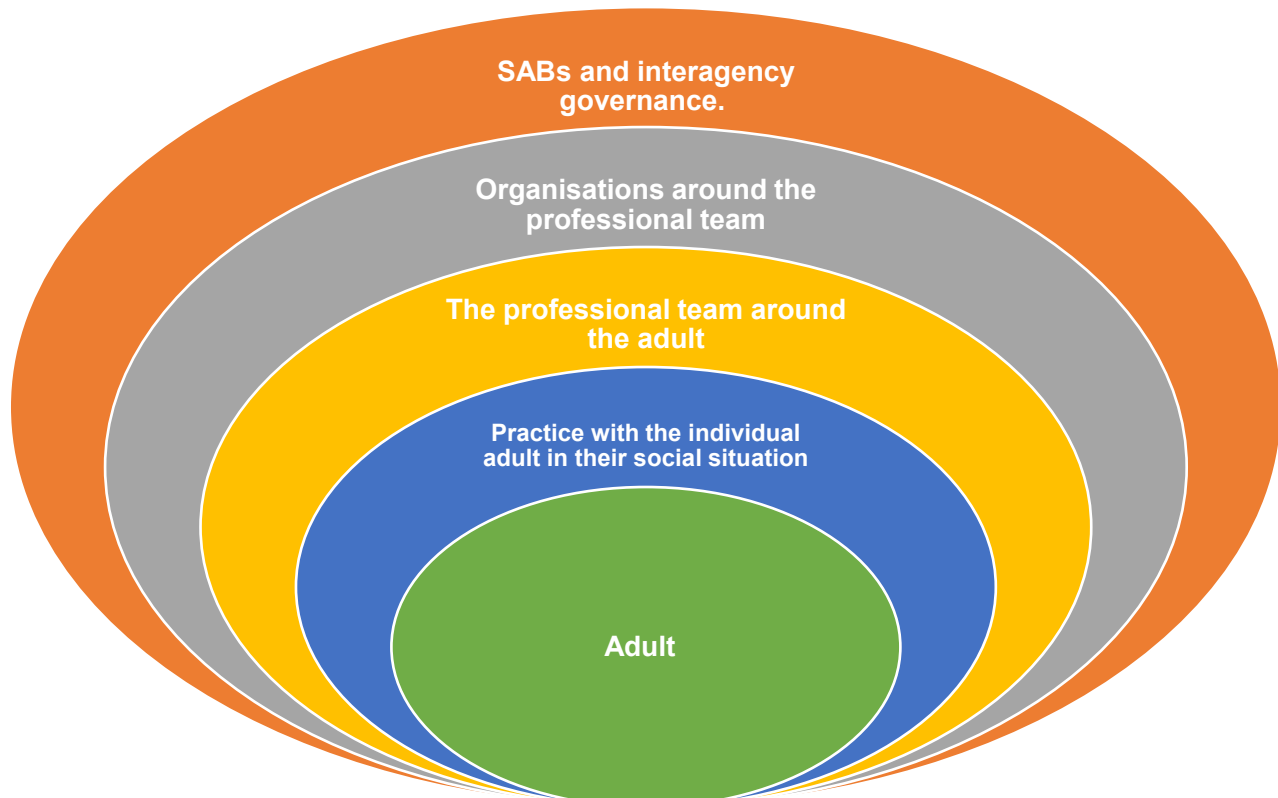 SABs and interagency
governance.
Organisations around the
professional team
The professional team around
the adult
Practice with the individual
adult in their social situation
Adult